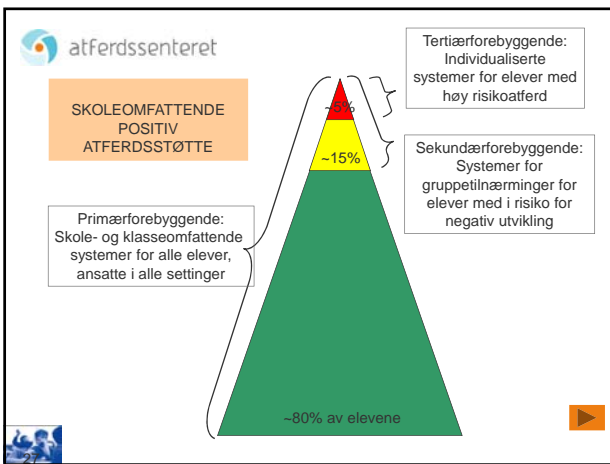 atferdssenteret
SKOLEOMFATTENDE
POSITIV
ATFERDSSTØTTE
Tertiærforebyggende:
Individualiserte
systemer for elever med
høy risikoatferd
~5%
~15%
Sekundærforebyggende:
Systemer for
gruppetilnærminger for
elever med i risiko for
negativ utvikling
Primærforebyggende:
Skole- og klasseomfattende
systemer for alle elever,
ansatte i alle settinger
~80% av elevene
27